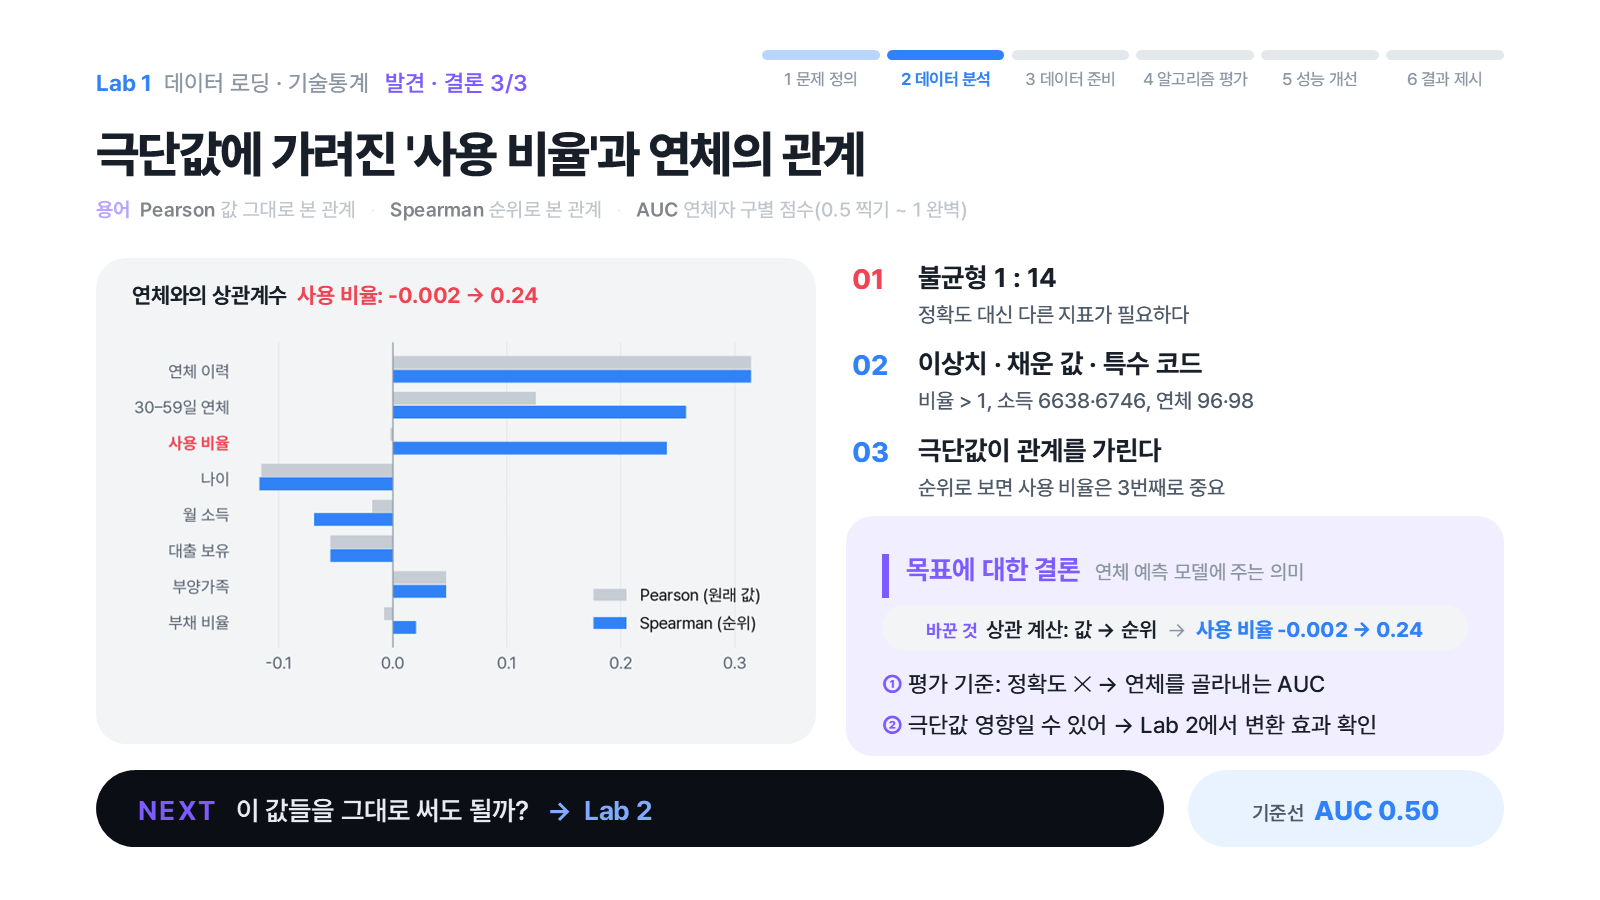 Lab 1 데이터 로딩 · 기술통계 발견 · 결론 3/3
1 문제 정의
2 데이터 분석
3 데이터 준비
4 알고리즘 평가
5 성능 개선
6 결과 제시
극단값에 가려진 '사용 비율'과 연체의 관계
용어 Pearson 값 그대로 본 관계 · Spearman 순위로 본 관계 · AUC 연체자 구별 점수(0.5 찍기 ~ 1 완벽)
연체와의 상관계수 사용 비율: -0.002 → 0.24
연체 이력
30–59일 연체
사용 비율
나이
월 소득
대출 보유
부양가족
부채 비율
Pearson (원래 값)
Spearman (순위)
-0.1 0.0 0.1 0.2 0.3
01 불균형 1 : 14
정확도 대신 다른 지표가 필요하다
02 이상치 · 채운 값 · 특수 코드
비율 > 1, 소득 6638·6746, 연체 96·98
03 극단값이 관계를 가린다
순위로 보면 사용 비율은 3번째로 중요
목표에 대한 결론 연체 예측 모델에 주는 의미
바꾼 것 상관 계산: 값 → 순위 → 사용 비율 -0.002 → 0.24
① 평가 기준: 정확도 ✕ → 연체를 골라내는 AUC
② 극단값 영향일 수 있어 → Lab 2에서 변환 효과 확인
NEXT 이 값들을 그대로 써도 될까? → Lab 2
기준선 AUC 0.50